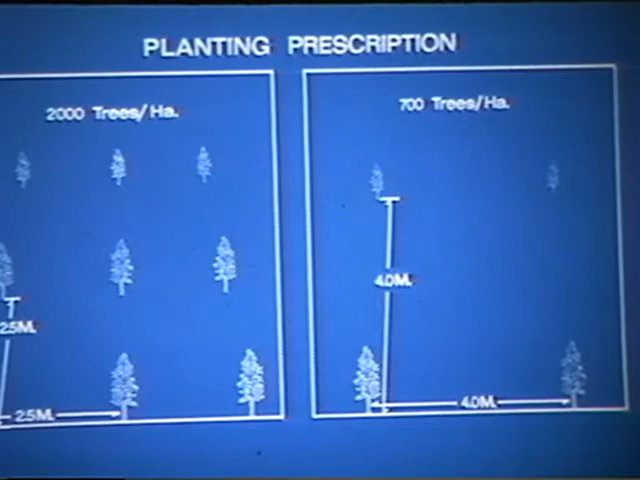 PLANTING PRESCRIPTION
2000 Trees/Ha.
2.5M.
2.5M.
700 Trees/Ha.
4.0M.
4.0M.